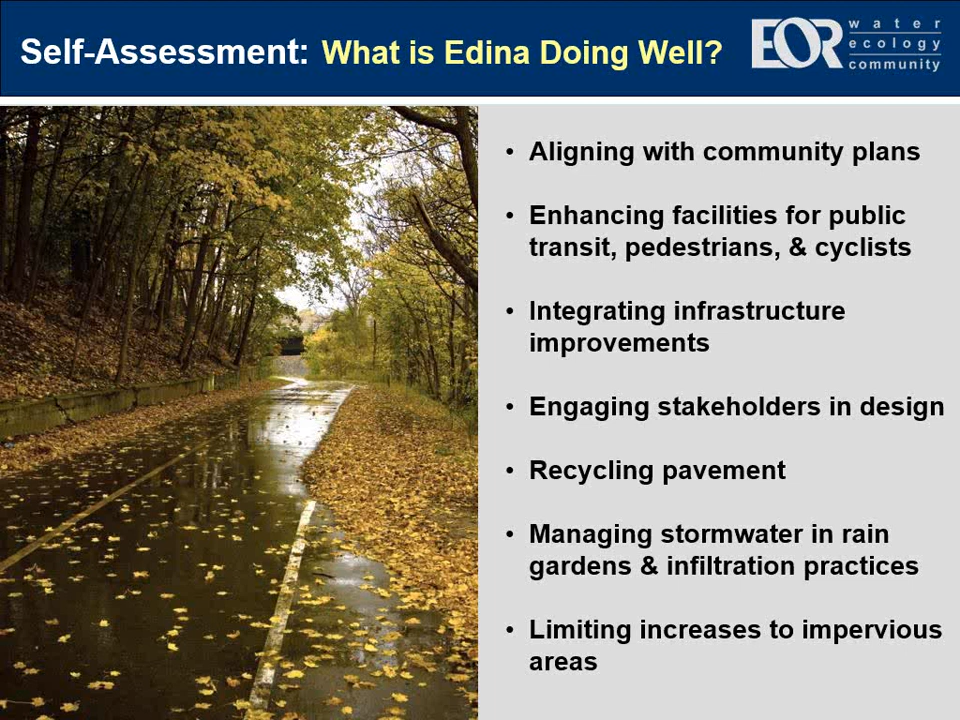 Self-Assessment: What is Edina Doing Well?
EOR
water
ecology
community
• Aligning with community plans
• Enhancing facilities for public
transit, pedestrians, & cyclists
• Integrating infrastructure
improvements
• Engaging stakeholders in design
• Recycling pavement
• Managing stormwater in rain
gardens & infiltration practices
• Limiting increases to impervious
areas